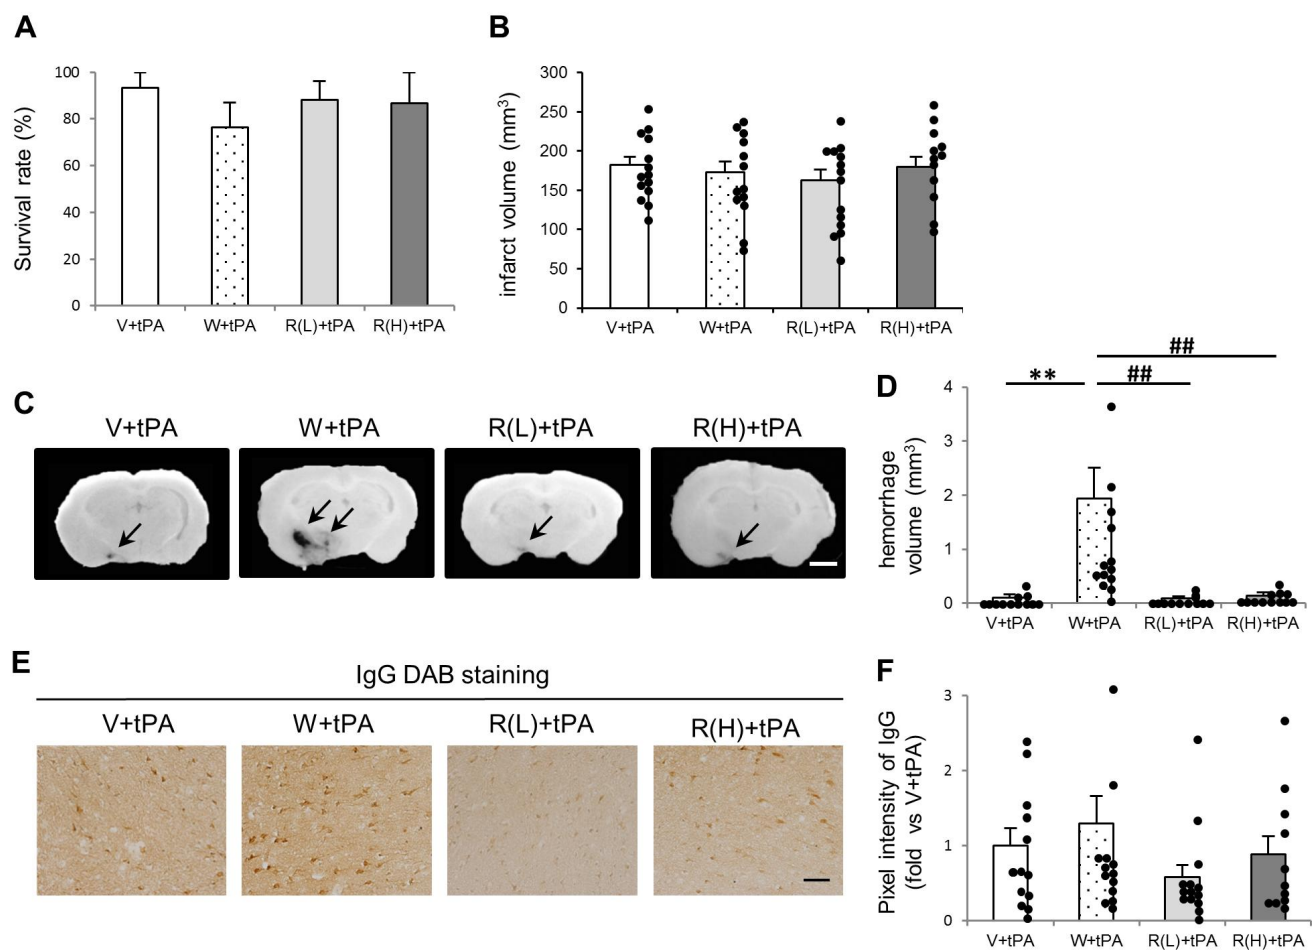 A
Survival rate (%)
100
80
60
40
20
0
V+tPA
W+tPA
R(L)+tPA
R(H)+tPA
B
infarct volume (mm³)
300
250
200
150
100
50
0
V+tPA
W+tPA
R(L)+tPA
R(H)+tPA
C
V+tPA
W+tPA
R(L)+tPA
R(H)+tPA
D
hemorrhage
volume (mm³)
##
** ##
4
3
2
1
0
V+tPA
W+tPA
R(L)+tPA
R(H)+tPA
E
IgG DAB staining
V+tPA
W+tPA
R(L)+tPA
R(H)+tPA
F
Pixel intensity of IgG
(fold vs V+tPA)
3
2
1
0
V+tPA
W+tPA
R(L)+tPA
R(H)+tPA